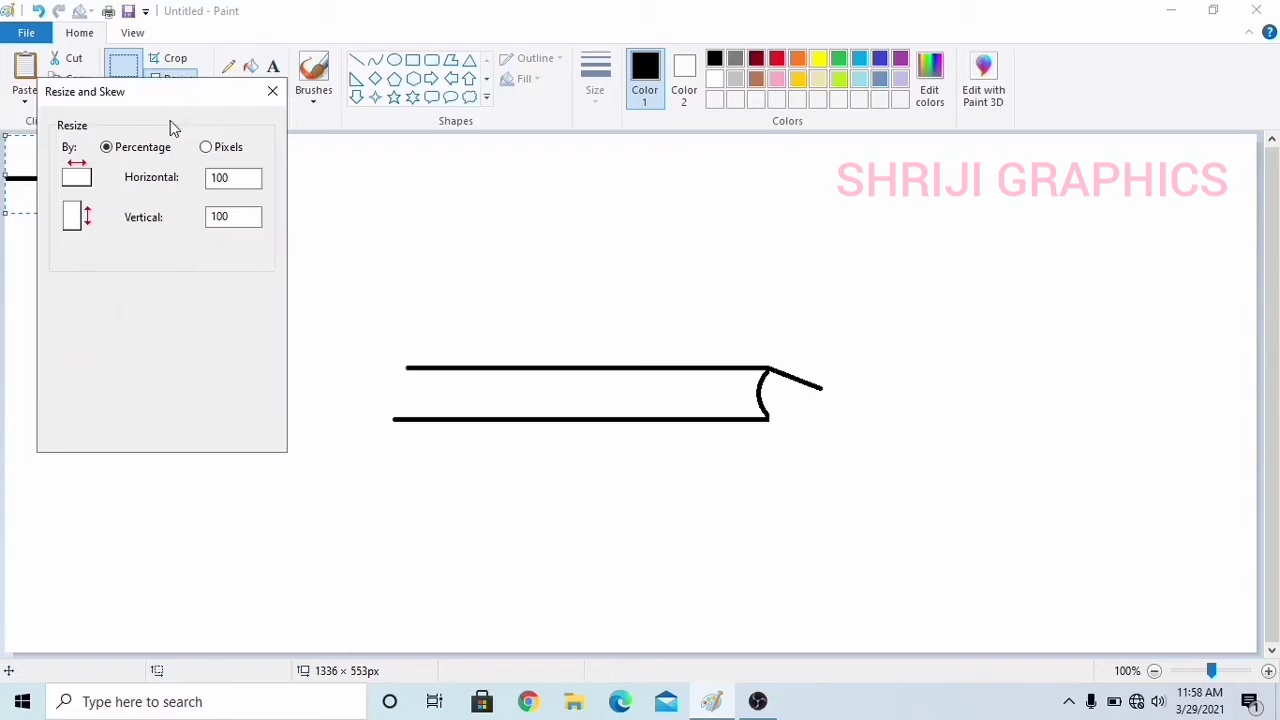 Untitled - Paint
File
Home
View
Cut
Crop
Paste
Brushes
Outline
Fill
Shapes
Size
Color 1
Color 2
Edit colors
Colors
Edit with Paint 3D
Resize and Skew
Resize
By:
Percentage
Pixels
Horizontal:
100
Vertical:
100
SHRIJI GRAPHICS
1336 × 553px
100%
Type here to search
11:58 AM
3/29/2021
1